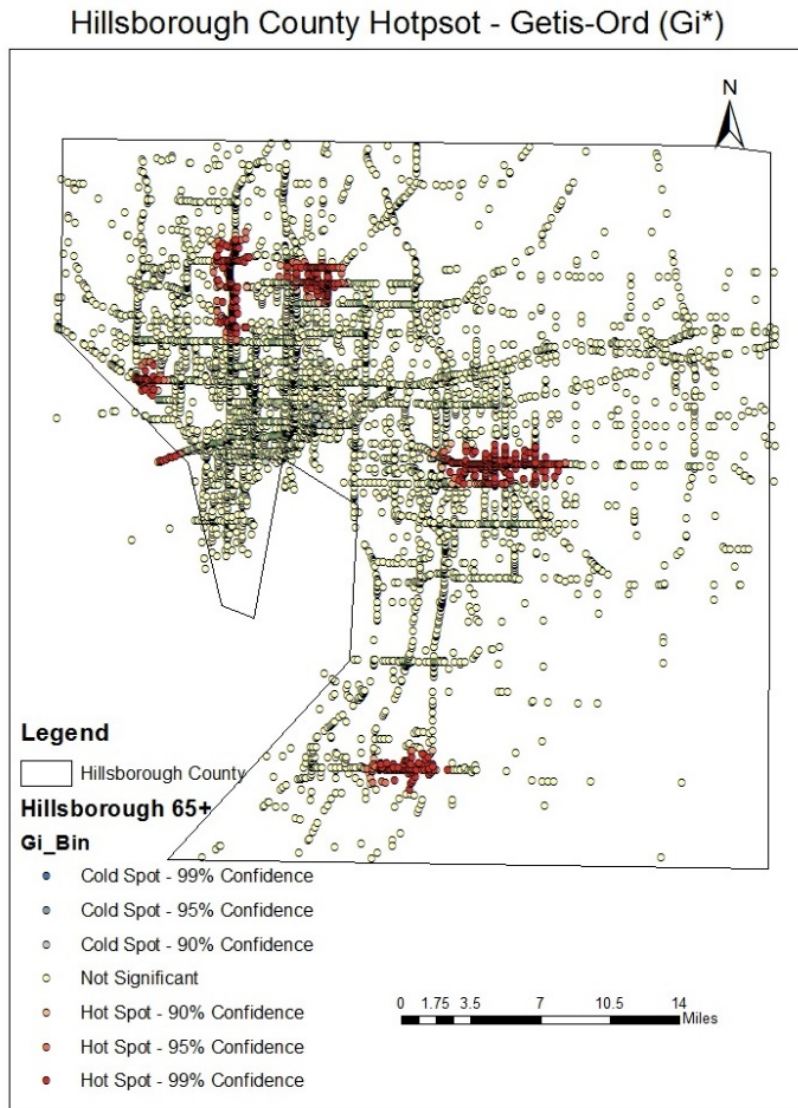 Hillsborough County Hotpsot - Getis-Ord (Gi*)
N
Legend
Hillsborough County
Hillsborough 65+
Gi_Bin
Cold Spot - 99% Confidence
Cold Spot - 95% Confidence
Cold Spot - 90% Confidence
Not Significant
Hot Spot - 90% Confidence
Hot Spot - 95% Confidence
Hot Spot - 99% Confidence
0 1.75 3.5 7 10.5 14
Miles